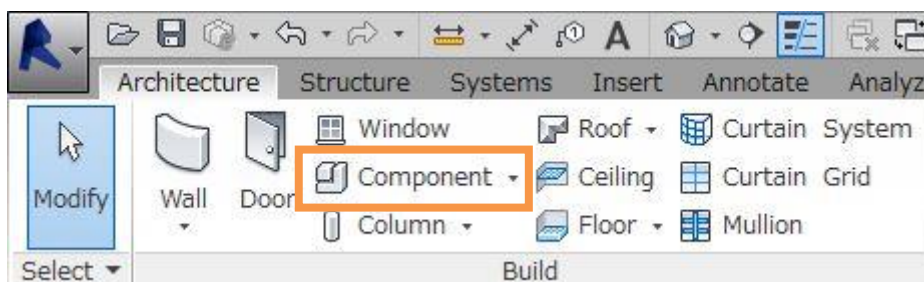 A
Architecture Structure Systems Insert Annotate Analyz
Window Roof Curtain System
Component Ceiling Curtain Grid
Modify Wall Door
Column Floor Mullion
Select Build